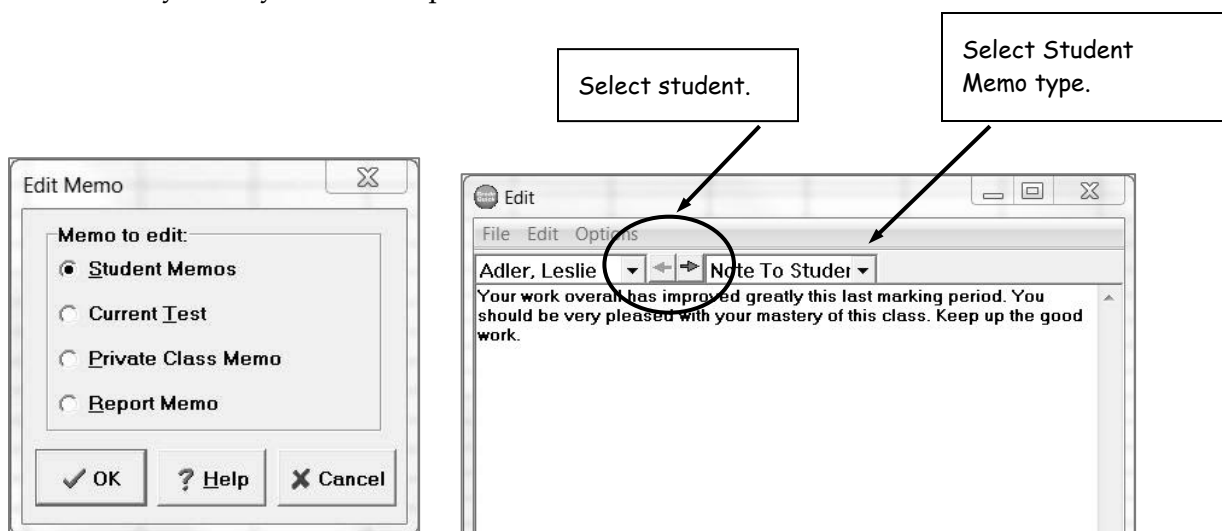 Select student.
Select Student
Memo type.
Edit Memo
Memo to edit:
Student Memos
Current Test
Private Class Memo
Report Memo
OK
Help
Cancel
Edit
File Edit Options
Adler, Leslie
Note To Studer
Your work overall has improved greatly this last marking period. You
should be very pleased with your mastery of this class. Keep up the good
work.